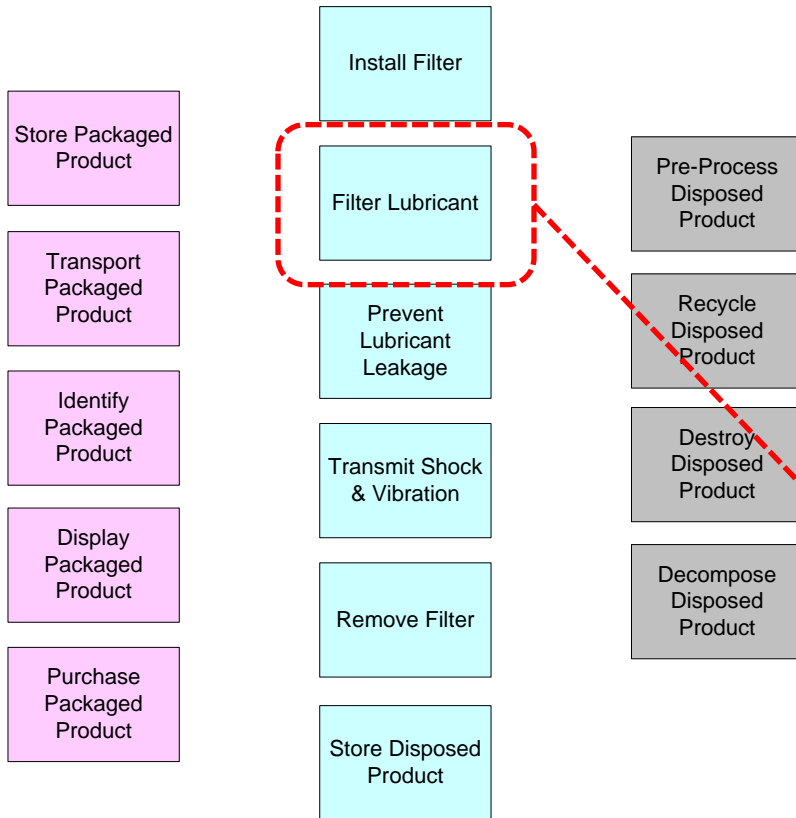 Store Packaged
Product
Transport
Packaged
Product
Identify
Packaged
Product
Display
Packaged
Product
Purchase
Packaged
Product
Install Filter
Filter Lubricant
Prevent
Lubricant
Leakage
Transmit Shock
& Vibration
Remove Filter
Store Disposed
Product
Pre-Process
Disposed
Product
Recycle
Disposed
Product
Destroy
Disposed
Product
Decompose
Disposed
Product